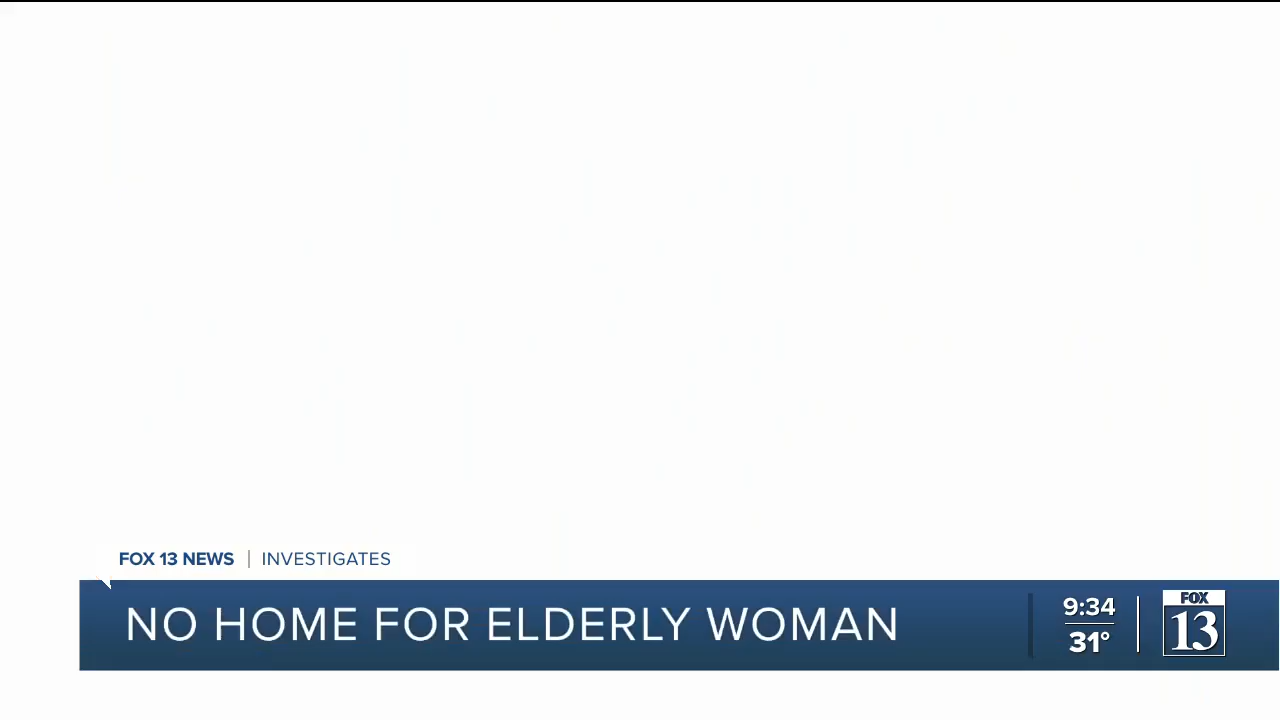 FOX 13 NEWS | INVESTIGATES
NO HOME FOR ELDERLY WOMAN
9:34
31°
FOX
13